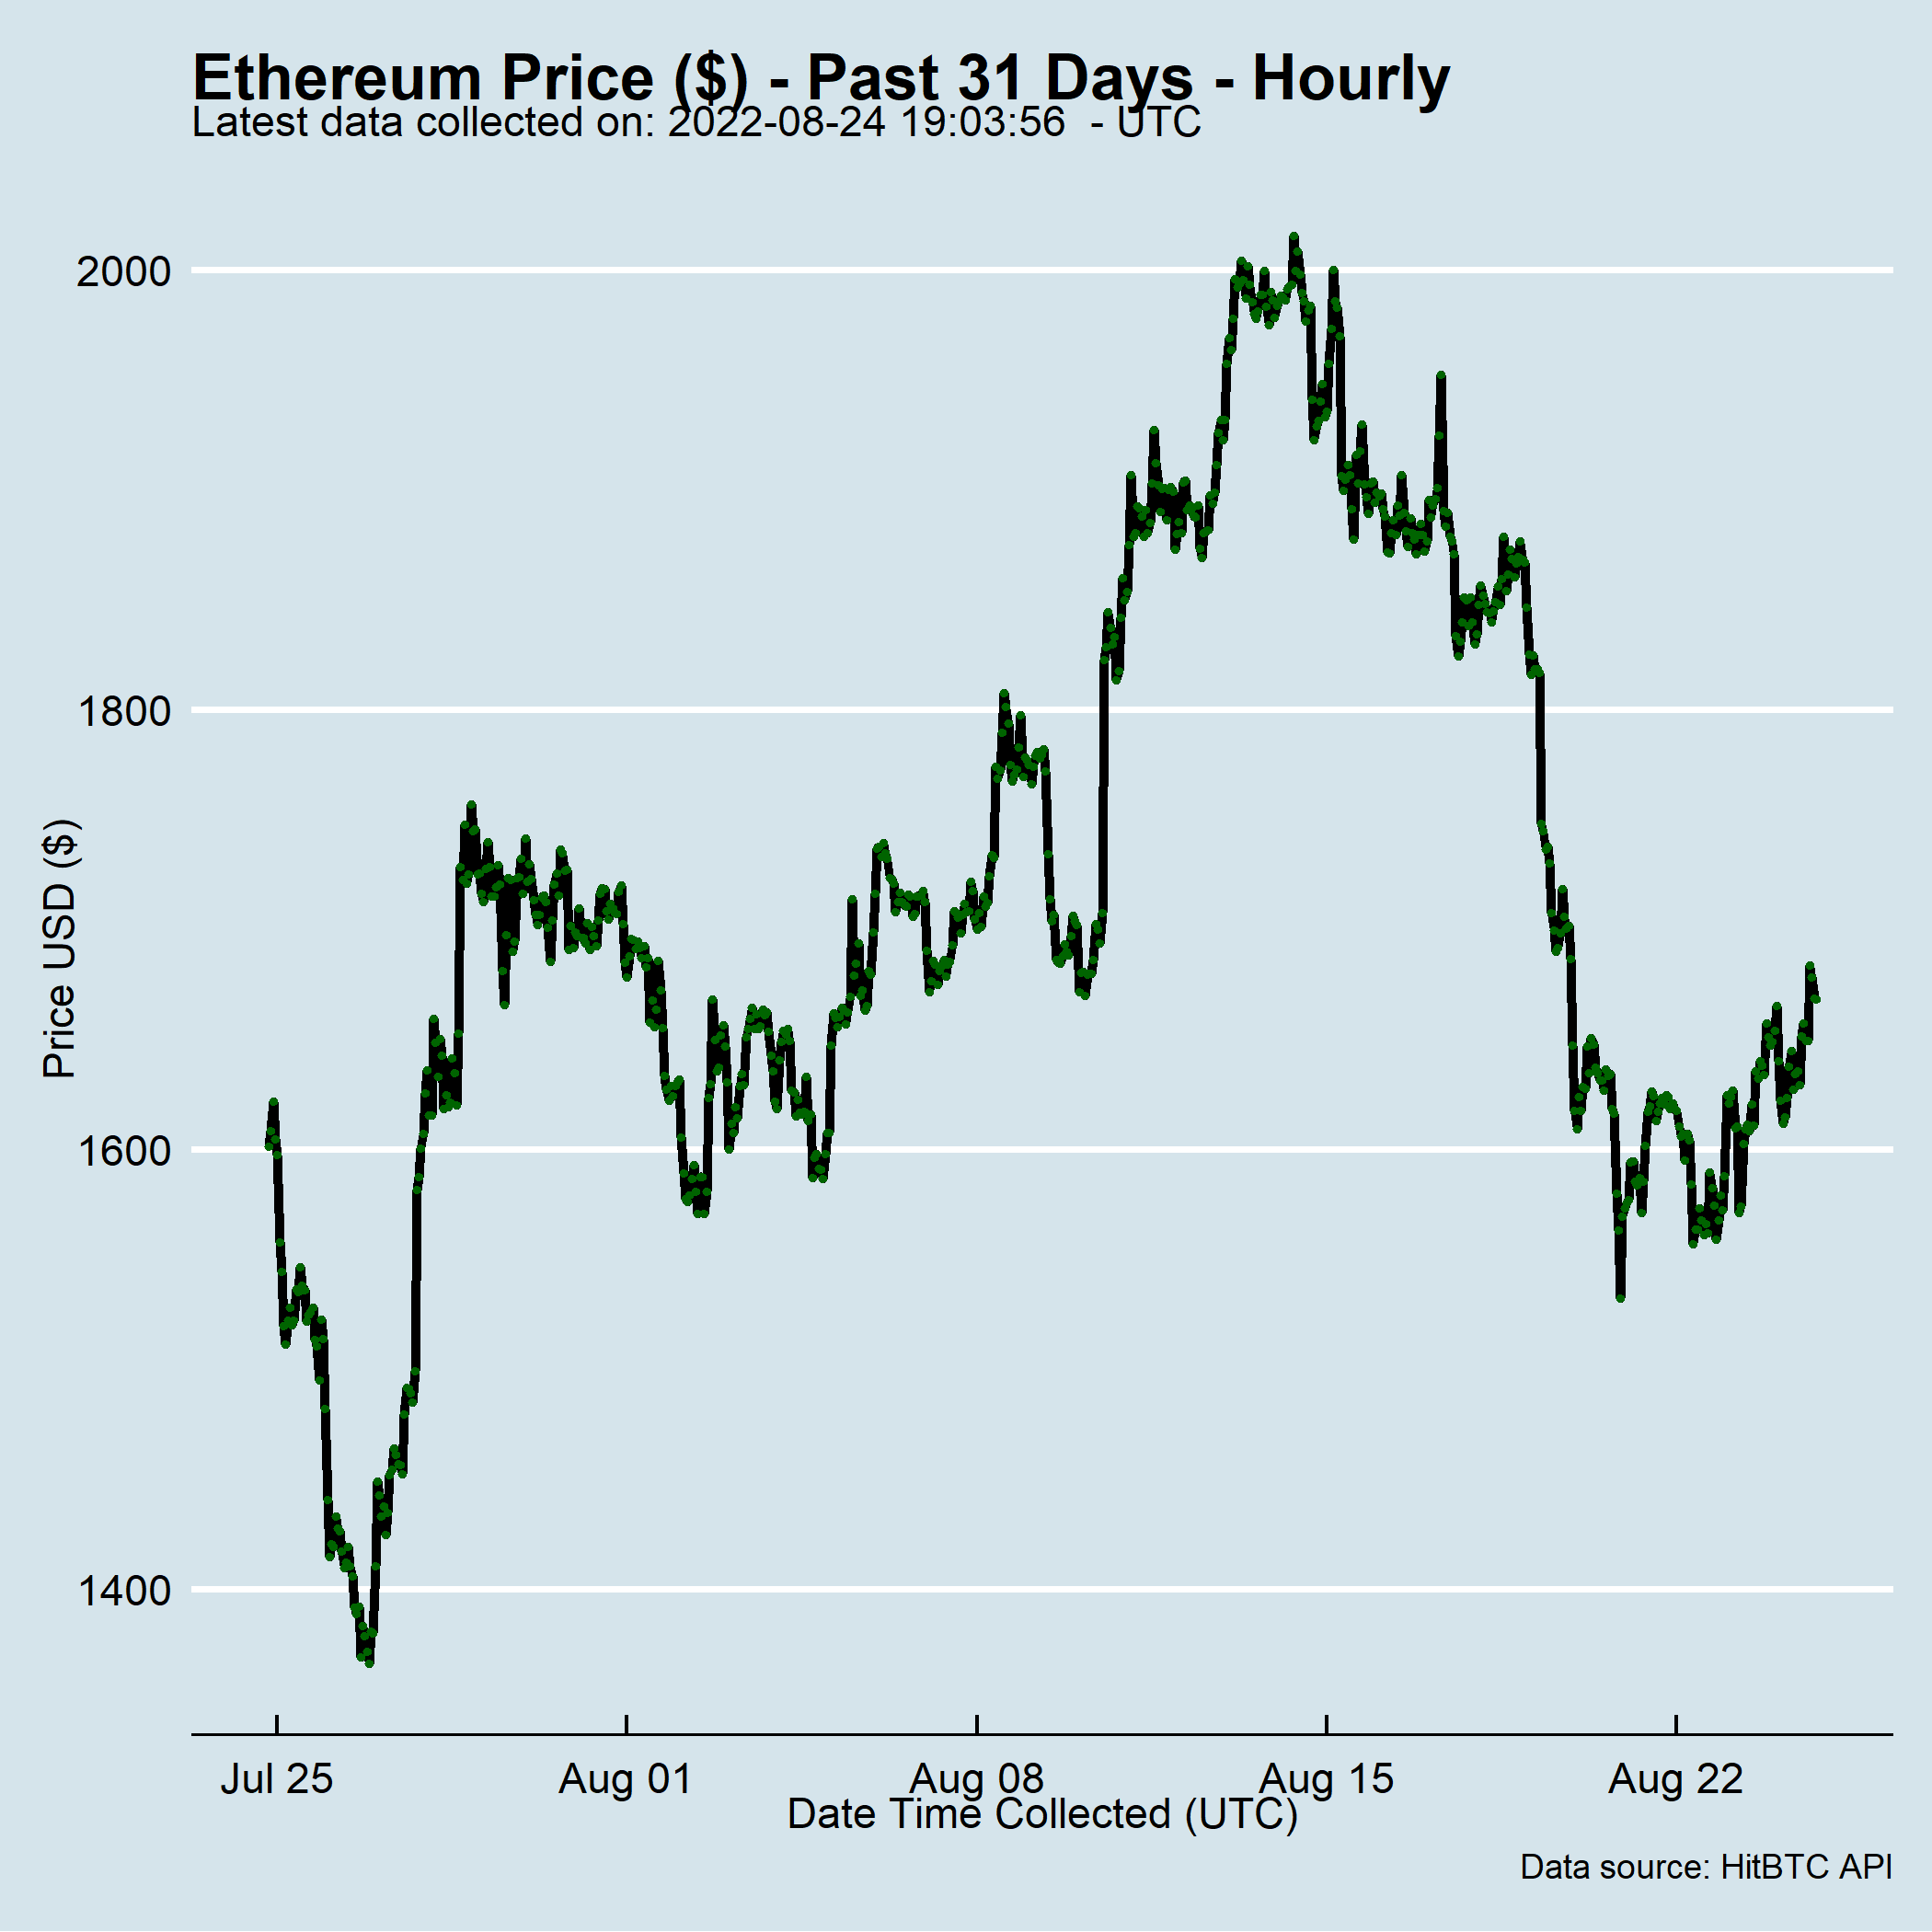 Ethereum Price ($) - Past 31 Days - Hourly
Latest data collected on: 2022-08-24 19:03:56  - UTC
2000
1800
1600
1400
Price USD ($)
Jul 25 Aug 01 Aug 08 Aug 15 Aug 22
Date Time Collected (UTC)
Data source: HitBTC API